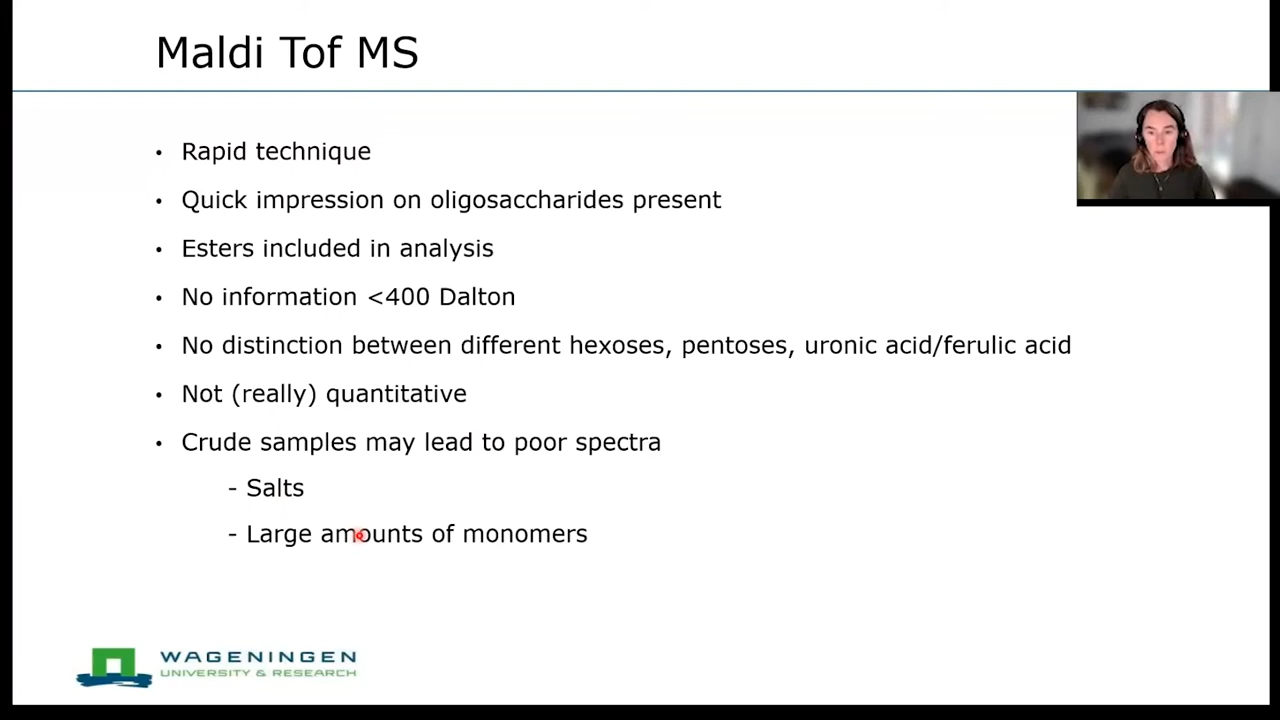 Maldi Tof MS
• Rapid technique
• Quick impression on oligosaccharides present
• Esters included in analysis
• No information <400 Dalton
• No distinction between different hexoses, pentoses, uronic acid/ferulic acid
• Not (really) quantitative
• Crude samples may lead to poor spectra
- Salts
- Large amounts of monomers
WAGENINGEN
UNIVERSITY & RESEARCH